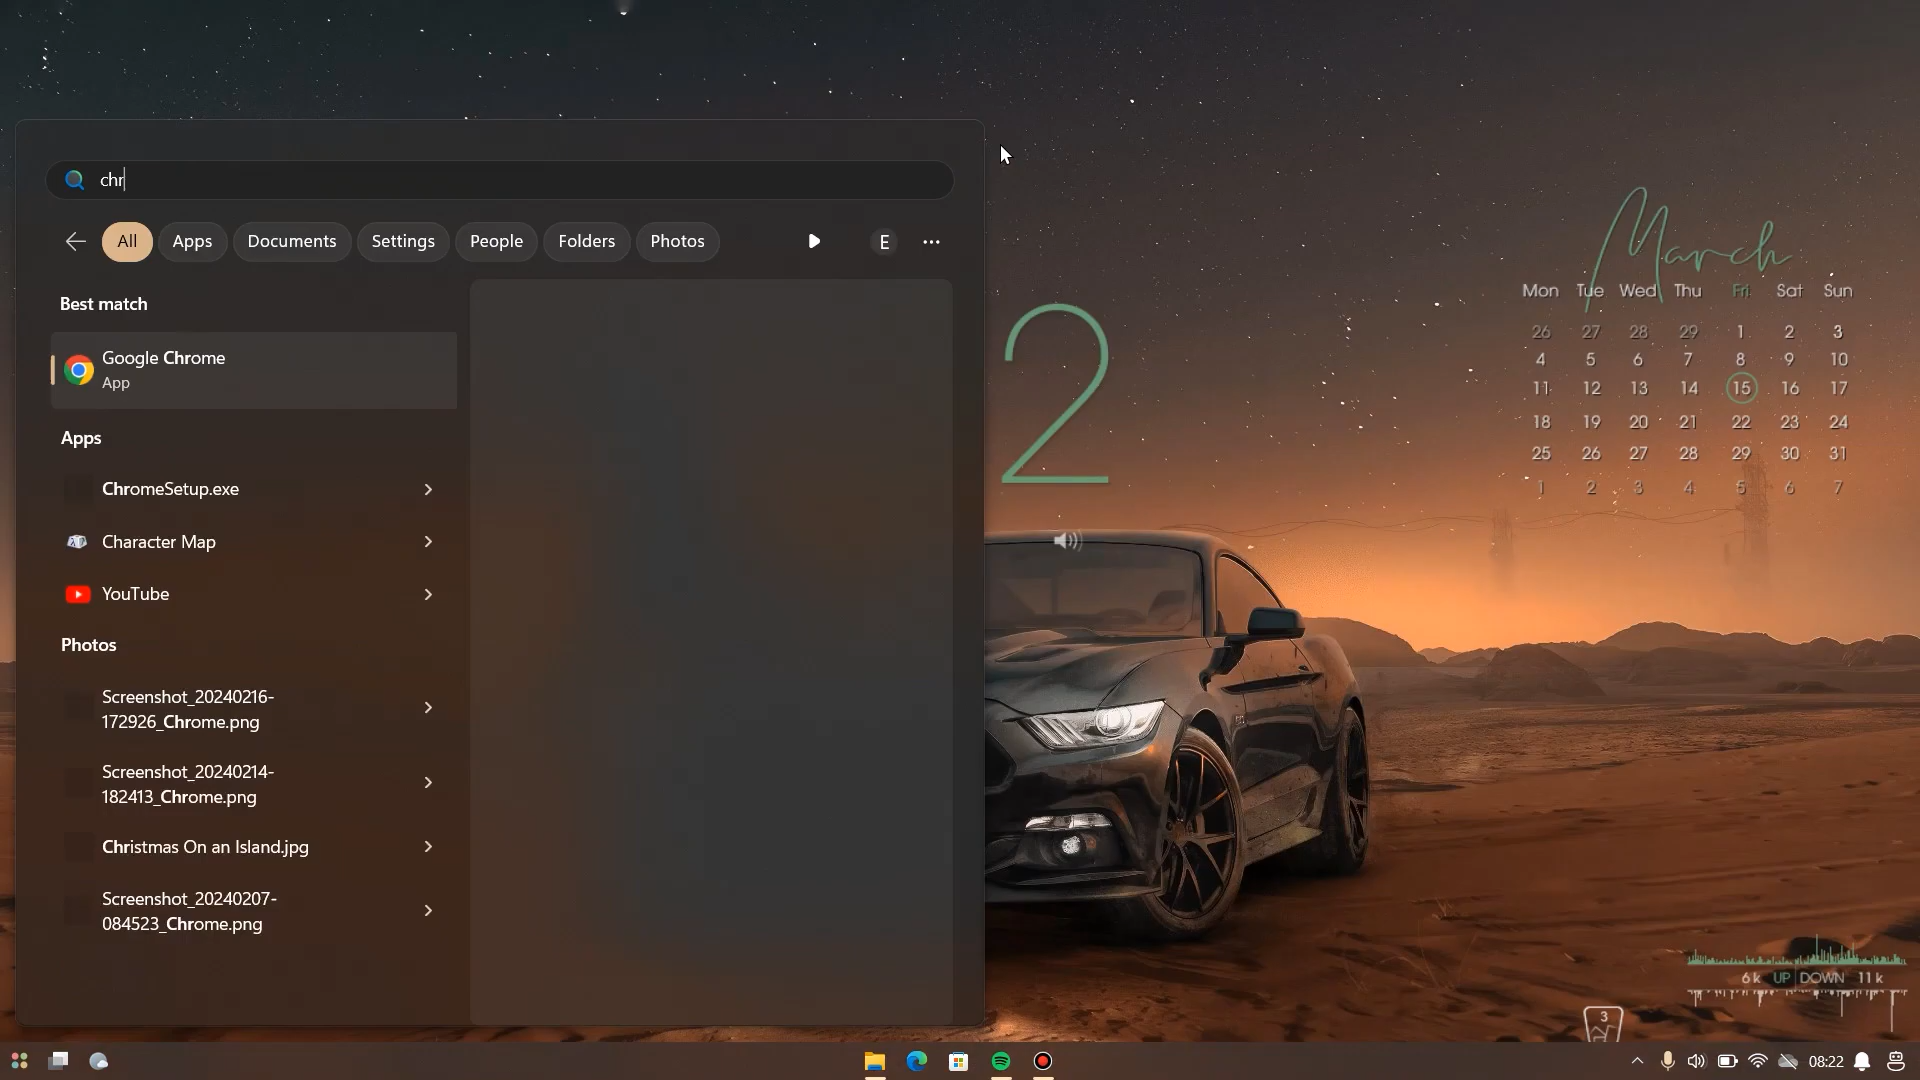 chr
All Apps Documents Settings People Folders Photos E
Best match
Google Chrome
App
Apps
ChromeSetup.exe
Character Map
YouTube
Photos
Screenshot_20240216-
172926_Chrome.png
Screenshot_20240214-
182413_Chrome.png
Christmas On an Island.jpg
Screenshot_20240207-
084523_Chrome.png
2
March
Mon Tue Wed Thu Fri Sat Sun
26 27 28 29 1 2 3
4 5 6 7 8 9 10
11 12 13 14 15 16 17
18 19 20 21 22 23 24
25 26 27 28 29 30 31
1 2 3 4 5 6 7
6k UP DOWN 11k
3
08:22